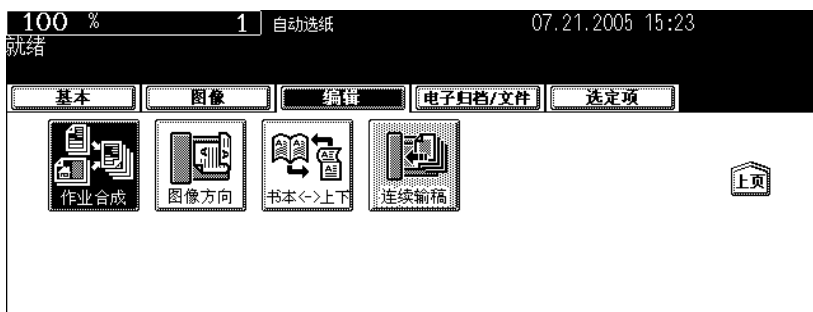 100 % 1 自动选纸 07.21.2005 15:23
就绪
基本 图像 编辑 电子归档/文件 选定项
作业合成 图像方向 书本<->上下 连续输稿
上页